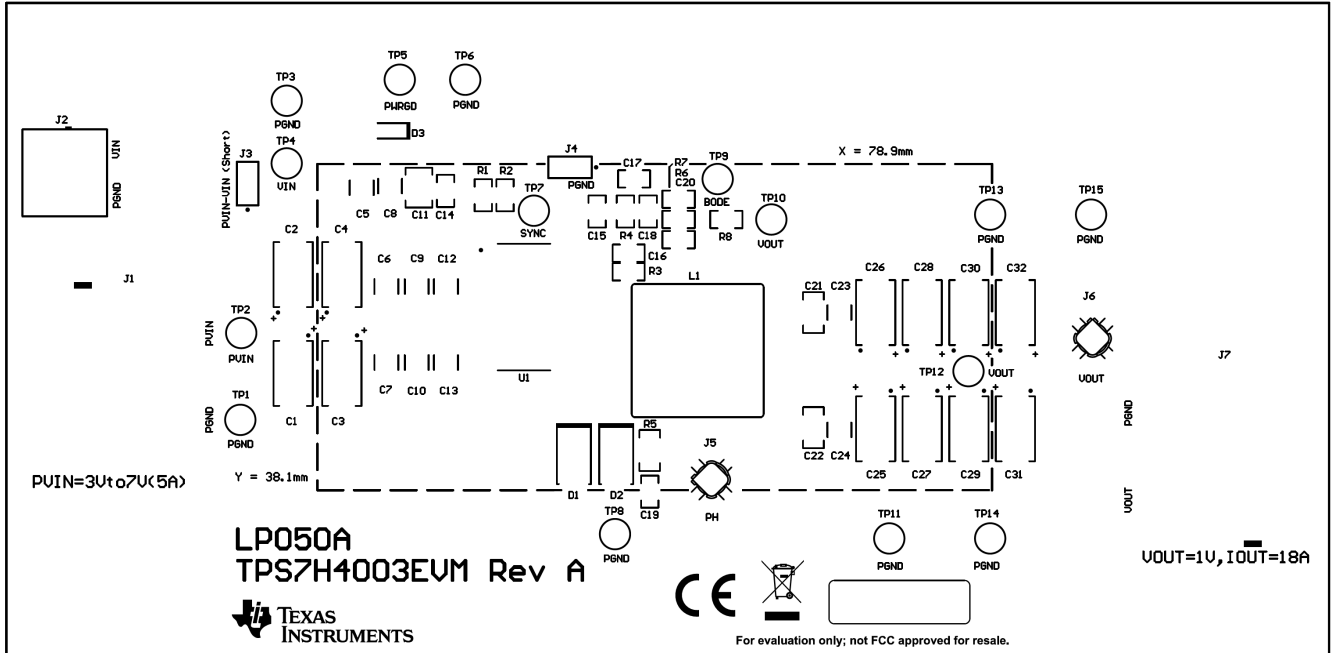 TP5
TP6
TP3
PWRGD
PGND
J2
PGND
D3
VIN
PGND
PVIN-VIN (Short)
J3
TP4
VIN
J4
PGND
X = 78.9mm
C17
R7
R6
C20
TP9
BODE
R1
R2
TP7
SYNC
TP10
VOUT
TP13
PGND
TP15
PGND
C5
C8
C11
C14
C15
R4
C18
R8
C2
C4
C6
C9
C12
C16
R3
J1
L1
C21
C23
C26
C28
C30
C32
TP2
PVIN
PVIN
J6
VOUT
J7
U1
TP12
VOUT
C7
C10
C13
TP1
PGND
PGND
C1
C3
R5
J5
PH
C22
C24
C25
C27
C29
C31
PGND
VOUT
PVIN=3Vto7V(5A)
Y = 38.1mm
D1
D2
C19
TP8
PGND
TP11
PGND
TP14
PGND
VOUT=1V,IOUT=18A
LP050A
TPS7H4003EVM Rev A
CE
TEXAS
INSTRUMENTS
For evaluation only; not FCC approved for resale.